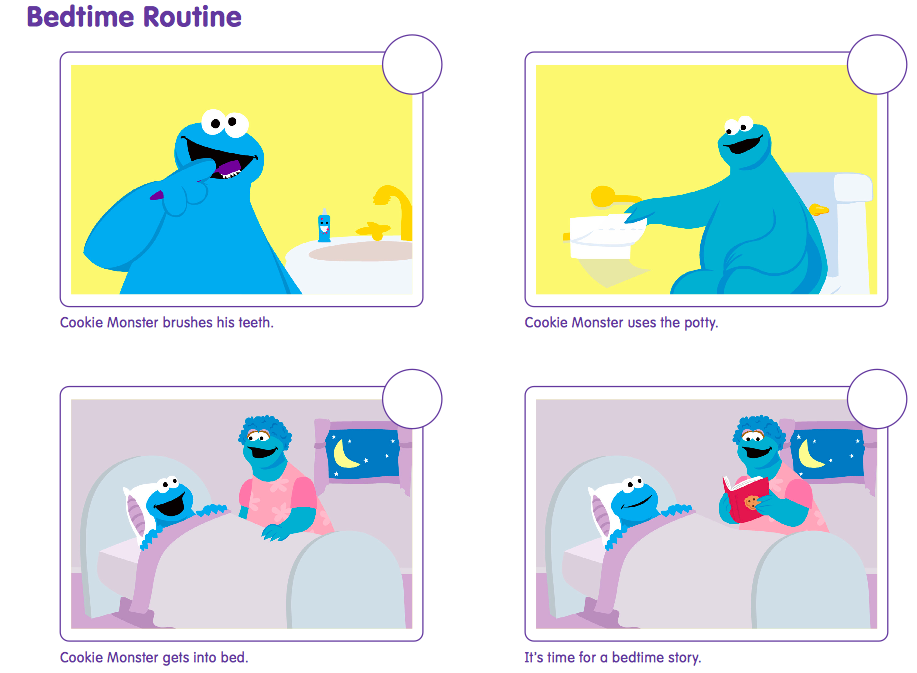 Bedtime Routine
Cookie Monster brushes his teeth.
Cookie Monster uses the potty.
Cookie Monster gets into bed.
It's time for a bedtime story.